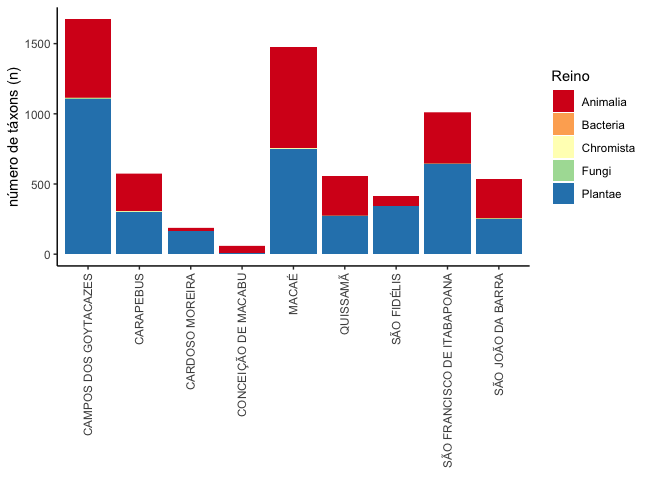 número de táxons (n)
1500
1000
500
0
CAMPOS DOS GOYTACAZES
CARAPEBUS
CARDOSO MOREIRA
CONCEIÇÃO DE MACABU
MACAÉ
QUISSAMÃ
SÃO FIDÉLIS
SÃO FRANCISCO DE ITABAPOANA
SÃO JOÃO DA BARRA
Reino
Animalia
Bacteria
Chromista
Fungi
Plantae